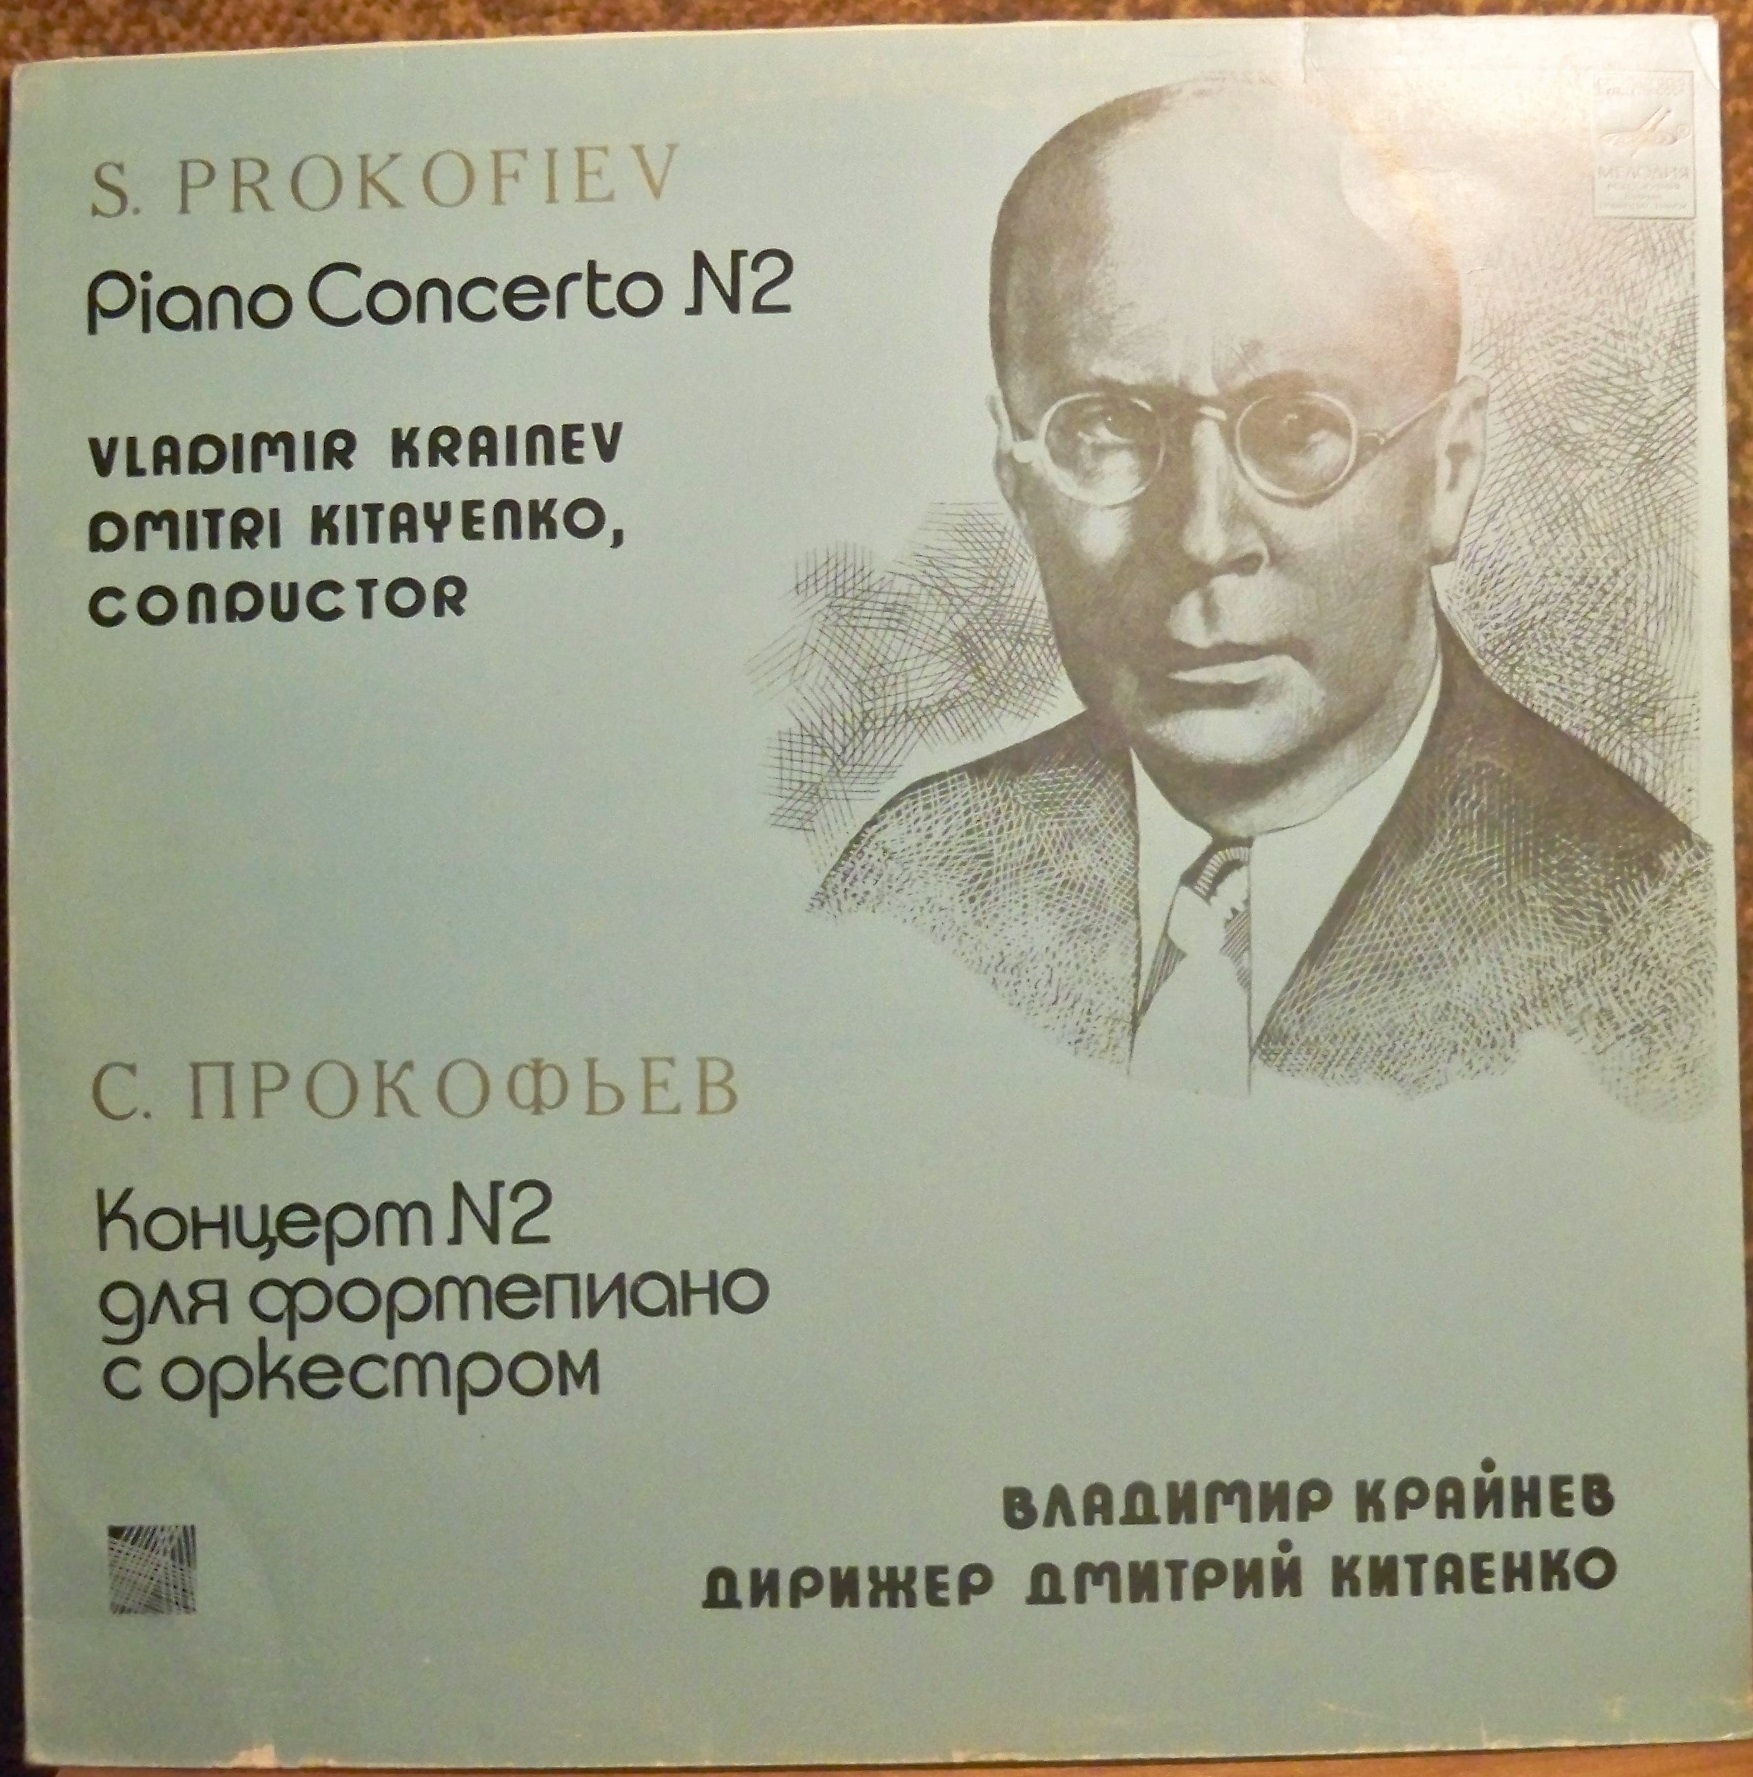 S. PROKOFIEV
Piano Concerto N2
VLADIMIR KRAINEV
DMITRI KITAYENKO,
CONDUCTOR
МЕЛОДИЯ
С. ПРОКОФЬЕВ
Концерт N2
для фортепиано
с оркестром
ВЛАДИМИР КРАЙНЕВ
ДИРИЖЕР ДМИТРИЙ КИТАЕНКО